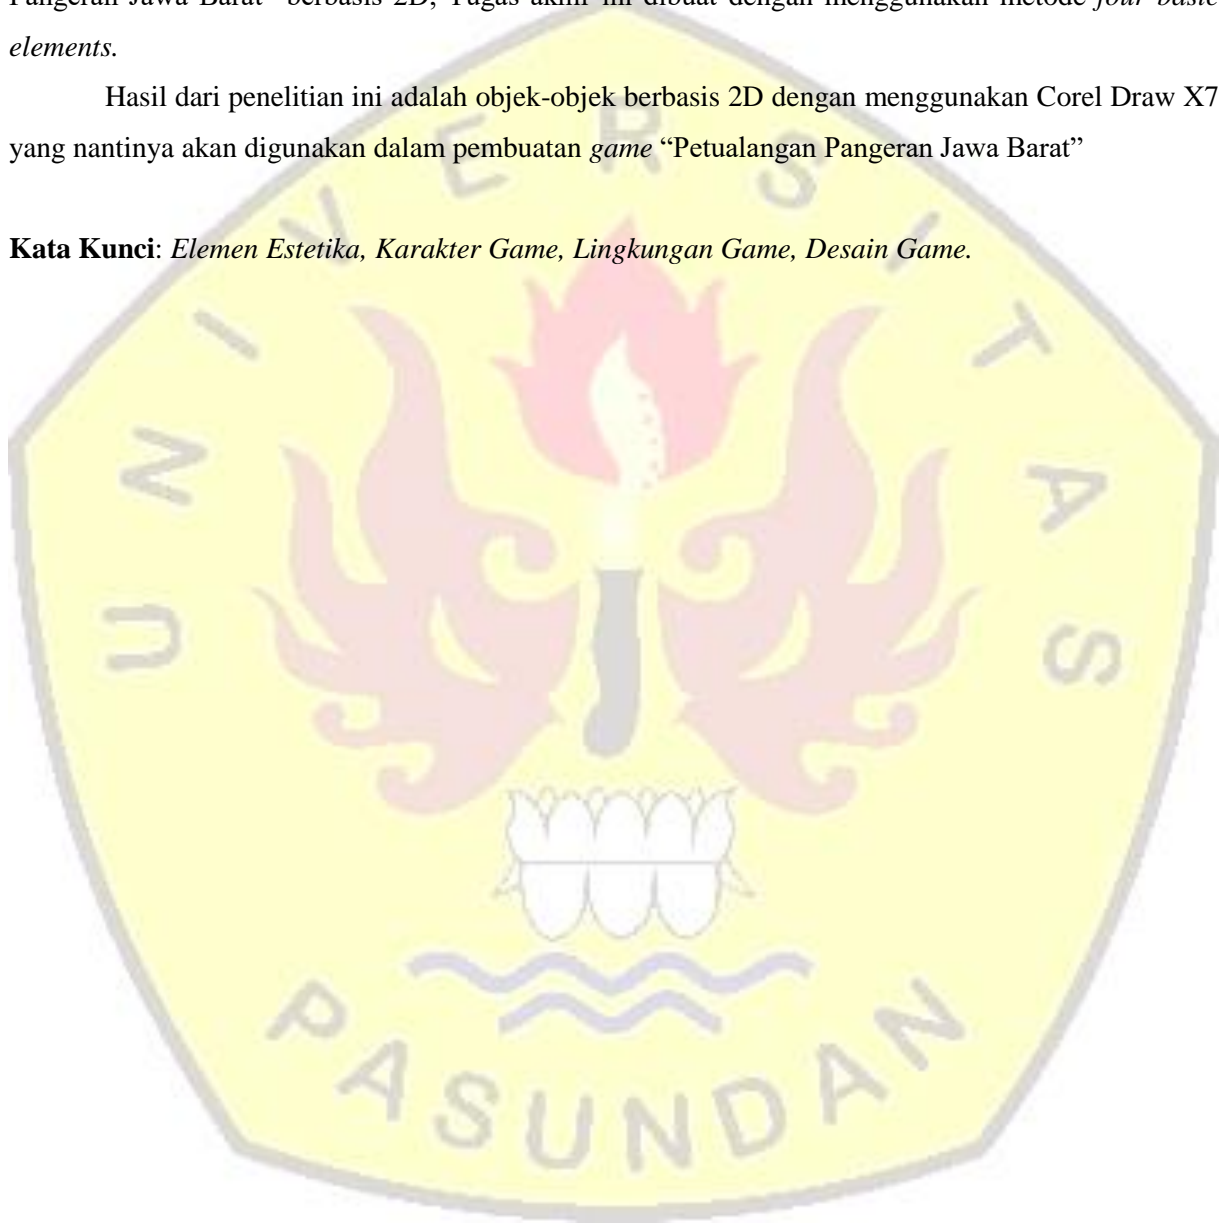 Pangeran Jawa Barat" berbasis 2D, Tugas akhir ini dibuat dengan menggunakan metode four basic
elements.
Hasil dari penelitian ini adalah objek-objek berbasis 2D dengan menggunakan Corel Draw X7
yang nantinya akan digunakan dalam pembuatan game “Petualangan Pangeran Jawa Barat”
Kata Kunci: Elemen Estetika, Karakter Game, Lingkungan Game, Desain Game.
UNIVERSITAS
PASUNDAN